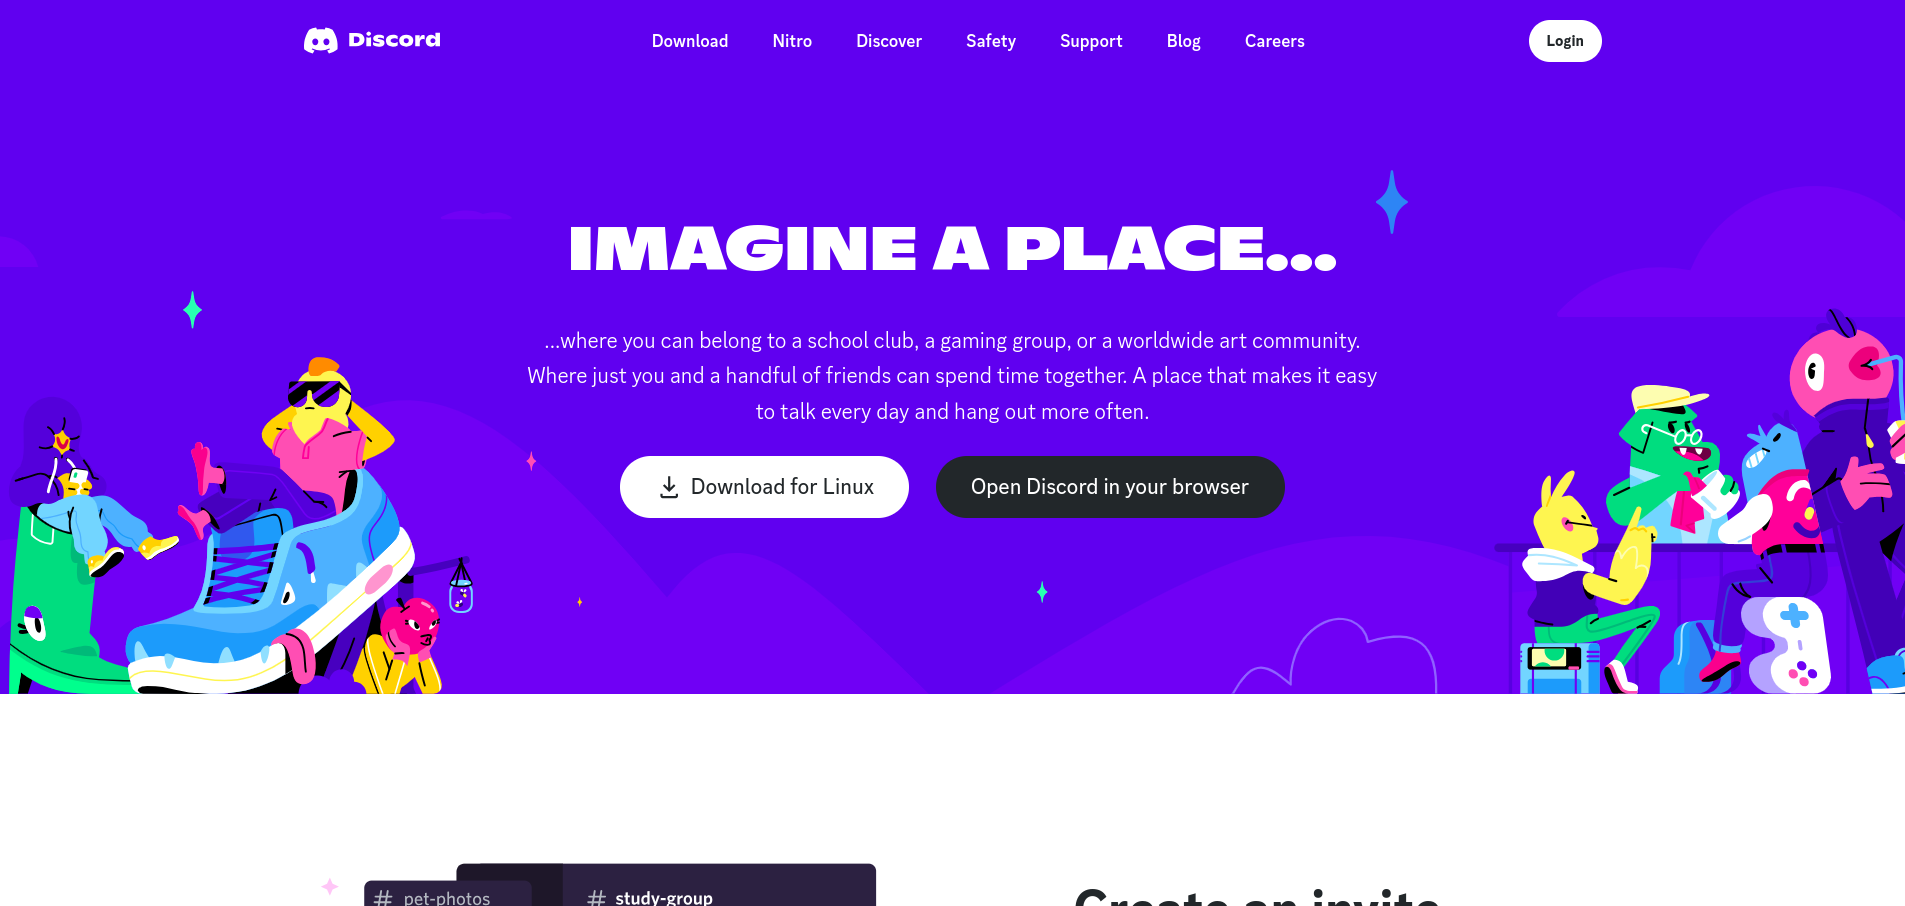 Discord
Download
Nitro
Discover
Safety
Support
Blog
Careers
Login
IMAGINE A PLACE...
...where you can belong to a school club, a gaming group, or a worldwide art community.
Where just you and a handful of friends can spend time together. A place that makes it easy
to talk every day and hang out more often.
Download for Linux
Open Discord in your browser
# pet-photos
# study-group
Create an invite